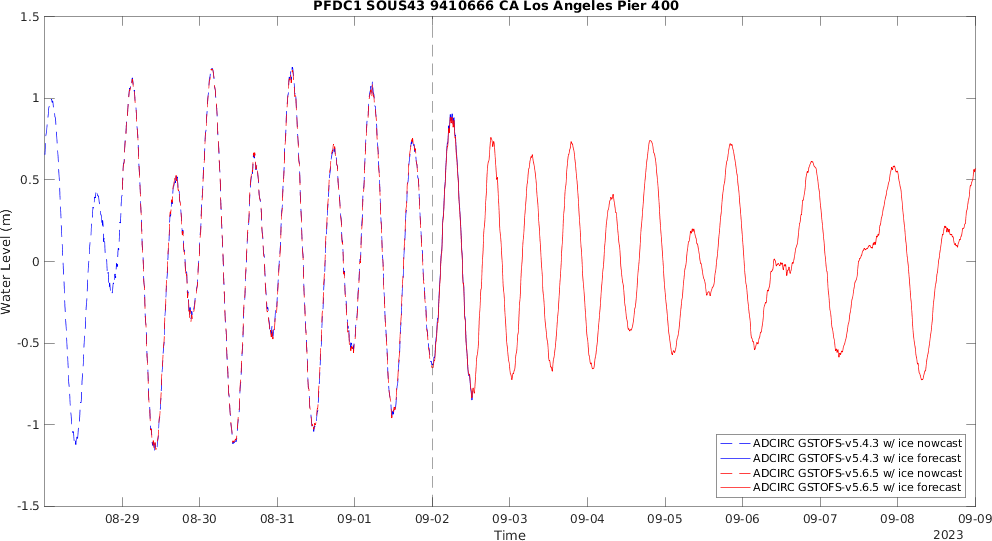 PFDC1 SOUS43 9410666 CA Los Angeles Pier 400
1.5
1
0.5
0
-0.5
-1
-1.5
Water Level (m)
ADCIRC GSTOFS-v5.4.3 w/ ice nowcast
ADCIRC GSTOFS-v5.4.3 w/ ice forecast
ADCIRC GSTOFS-v5.6.5 w/ ice nowcast
ADCIRC GSTOFS-v5.6.5 w/ ice forecast
08-29 08-30 08-31 09-01 09-02 09-03 09-04 09-05 09-06 09-07 09-08 09-09
Time
2023